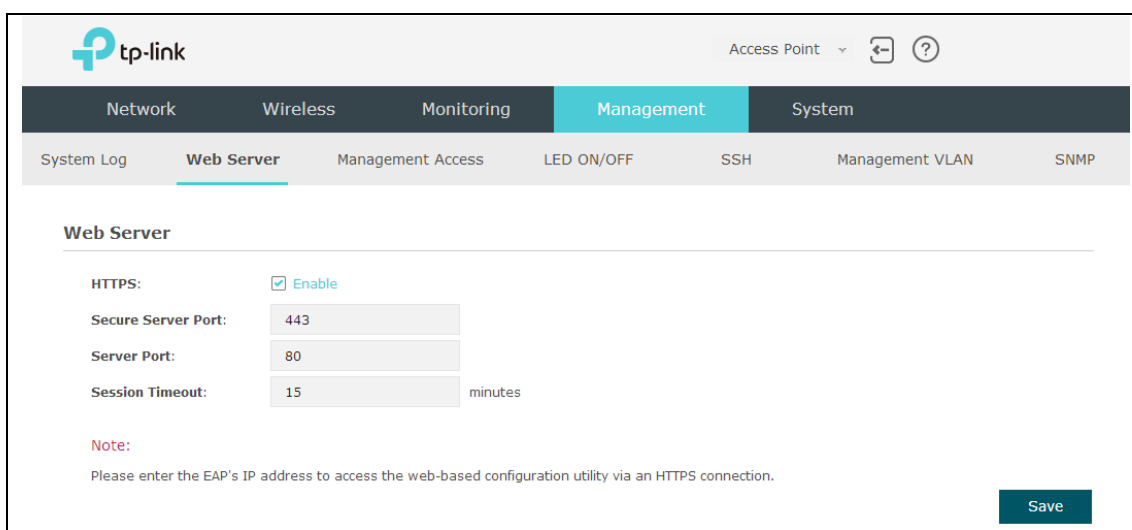 tp-link Access Point ?
Network Wireless Monitoring Management System
System Log Web Server Management Access LED ON/OFF SSH Management VLAN SNMP
Web Server
HTTPS: Enable
Secure Server Port: 443
Server Port: 80
Session Timeout: 15 minutes
Note:
Please enter the EAP's IP address to access the web-based configuration utility via an HTTPS connection.
Save